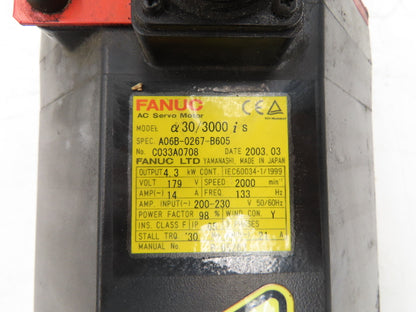 FANUC
AC Servo Motor
MODEL α30/3000 is
SPEC. A06B-0267-B605
No. C033A0708 DATE 2003.03
FANUC LTD YAMANASHI, MADE IN JAPAN
OUTPUT 4.3 kW CONT. IEC60034-1/1999
VOLT 179 V SPEED 2000 min
AMP(~) 14 A FREQ. 133 Hz
AMP. INPUT(~) 200-230 V 50/60Hz
POWER FACTOR 98 % WIND CON. Y
INS. CLASS F IP
STALL TRQ 30
MANUAL No.